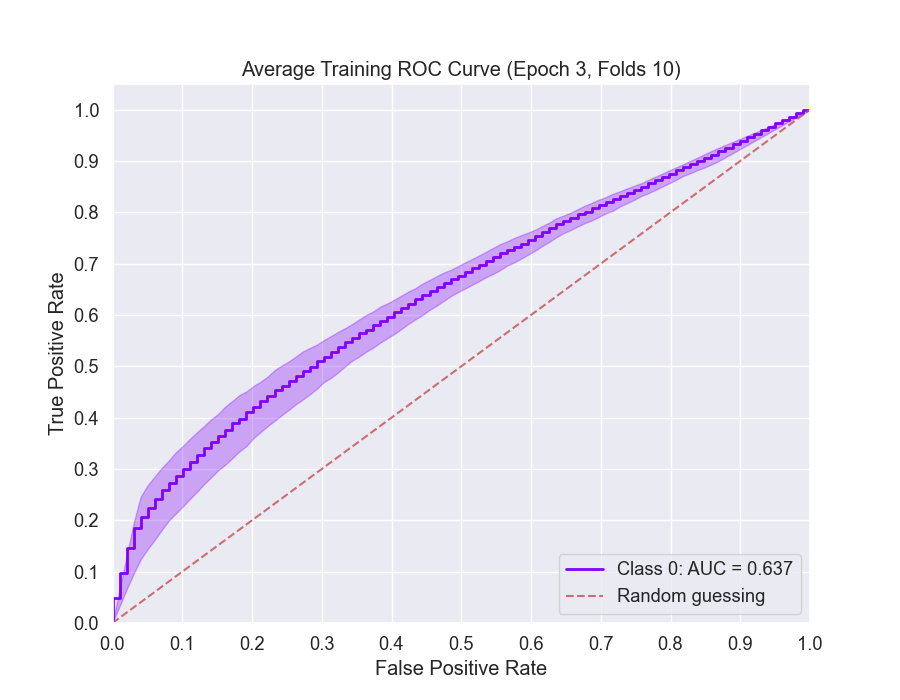 Average Training ROC Curve (Epoch 3, Folds 10)
True Positive Rate
1.0
0.9
0.8
0.7
0.6
0.5
0.4
0.3
0.2
0.1
0.0
Class 0: AUC = 0.637
Random guessing
0.0 0.1 0.2 0.3 0.4 0.5 0.6 0.7 0.8 0.9 1.0
False Positive Rate